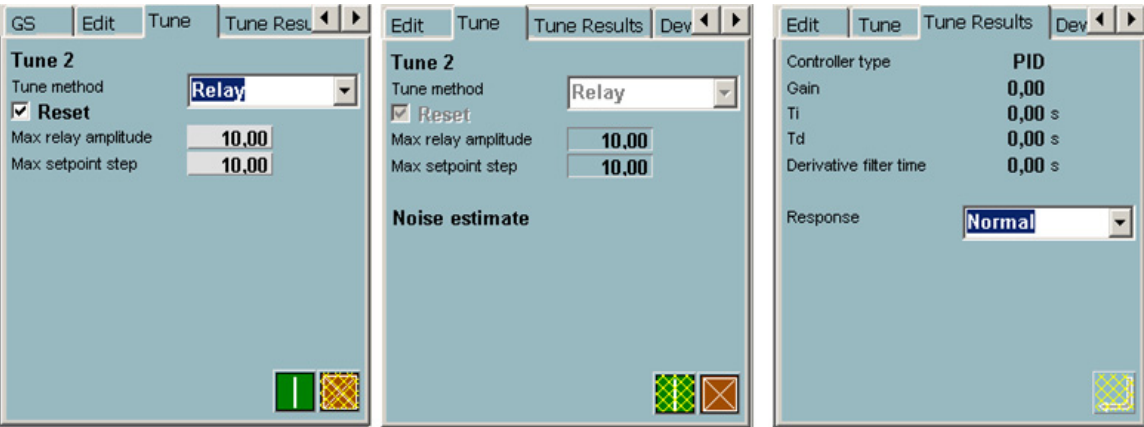 GS Edit Tune Tune Resu
Tune 2
Tune method Relay
Reset
Max relay amplitude 10,00
Max setpoint step 10,00
Edit Tune Tune Results Dev
Tune 2
Tune method Relay
Reset
Max relay amplitude 10,00
Max setpoint step 10,00
Noise estimate
Edit Tune Tune Results Dev
Controller type PID
Gain 0,00
Ti 0,00 s
Td 0,00 s
Derivative filter time 0,00 s
Response Normal